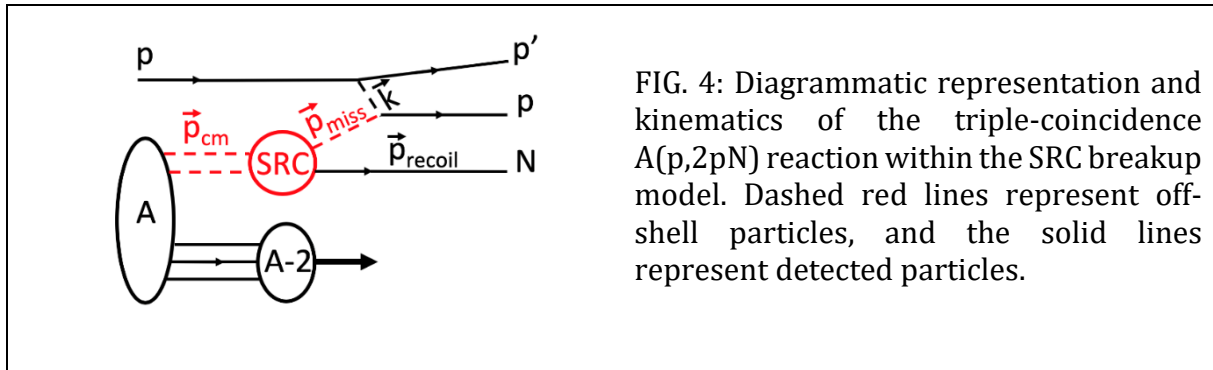 p
p'
k
p
p_cm
p_miss
SRC
p_recoil
N
A
A-2
FIG. 4: Diagrammatic representation and
kinematics of the triple-coincidence
A(p,2pN) reaction within the SRC breakup
model. Dashed red lines represent off-
shell particles, and the solid lines
represent detected particles.